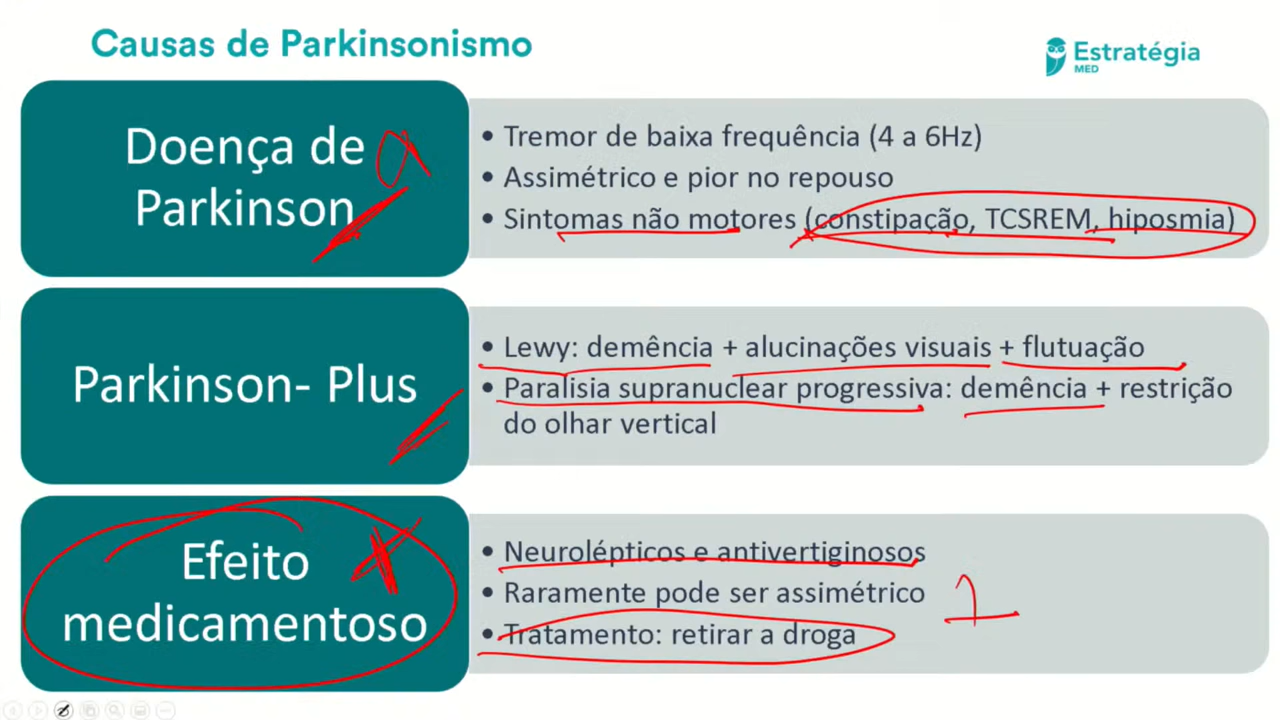 Causas de Parkinsonismo
Estratégia
MED
Doença de
Parkinson
• Tremor de baixa frequência (4 a 6Hz)
• Assimétrico e pior no repouso
• Sintomas não motores (constipação, TCSREM, hiposmia)
Parkinson- Plus
• Lewy: demência + alucinações visuais + flutuação
• Paralisia supranuclear progressiva: demência + restrição
do olhar vertical
Efeito
medicamentoso
• Neurolépticos e antivertiginosos
• Raramente pode ser assimétrico
• Tratamento: retirar a droga